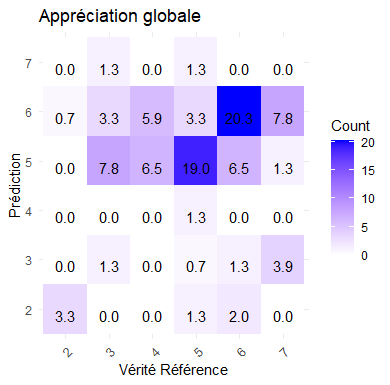 Appréciation globale
7 0.0 1.3 0.0 1.3 0.0 0.0
6 0.7 3.3 5.9 3.3 20.3 7.8
5 0.0 7.8 6.5 19.0 6.5 1.3
4 0.0 0.0 0.0 1.3 0.0 0.0
3 0.0 1.3 0.0 0.7 1.3 3.9
2 3.3 0.0 0.0 1.3 2.0 0.0
2 3 4 5 6 7
Vérité Référence
Prédiction
Count
20
15
10
5
0